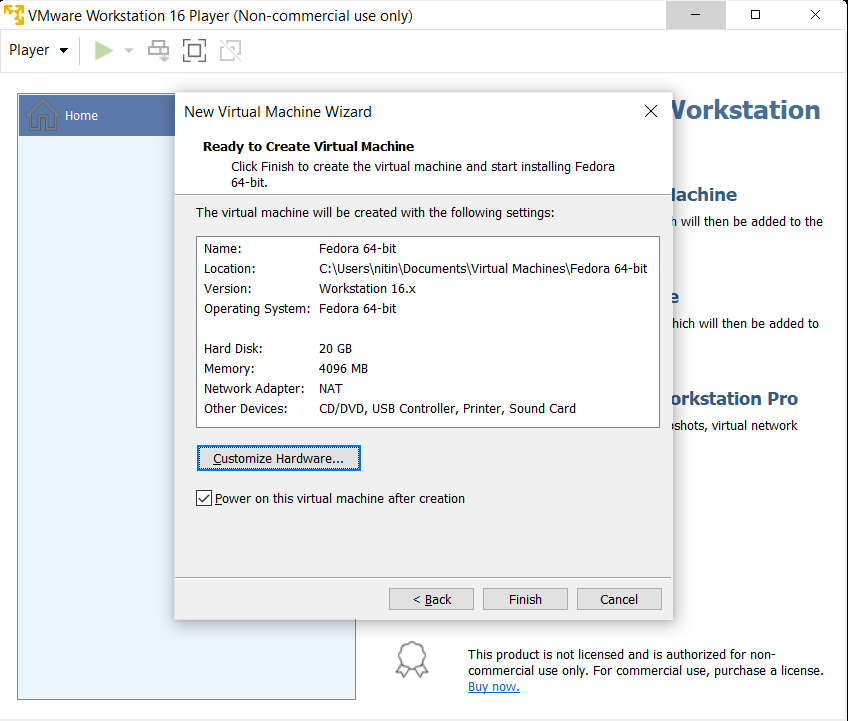 VMware Workstation 16 Player (Non-commercial use only)
Player
Home
New Virtual Machine Wizard
Ready to Create Virtual Machine
Click Finish to create the virtual machine and start installing Fedora
64-bit.
The virtual machine will be created with the following settings:
Name: Fedora 64-bit
Location: C:\Users\nitin\Documents\Virtual Machines\Fedora 64-bit
Version: Workstation 16.x
Operating System: Fedora 64-bit
Hard Disk: 20 GB
Memory: 4096 MB
Network Adapter: NAT
Other Devices: CD/DVD, USB Controller, Printer, Sound Card
Customize Hardware...
Power on this virtual machine after creation
< Back
Finish
Cancel
Workstation
achine
will then be added to the
e
hich will then be added to
orkstation Pro
pshots, virtual network
This product is not licensed and is authorized for non-
commercial use only. For commercial use, purchase a license.
Buy now.